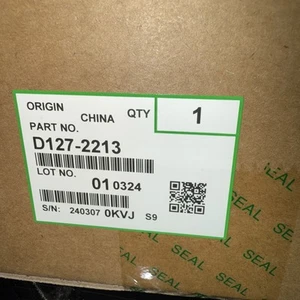 ORIGIN CHINA QTY 1
PART NO.
D127-2213
LOT NO.
01 0324
S/N: 240307 0KVJ S9
SEAL
SEAL
SEAL
SEAL
SEAL
SEAL